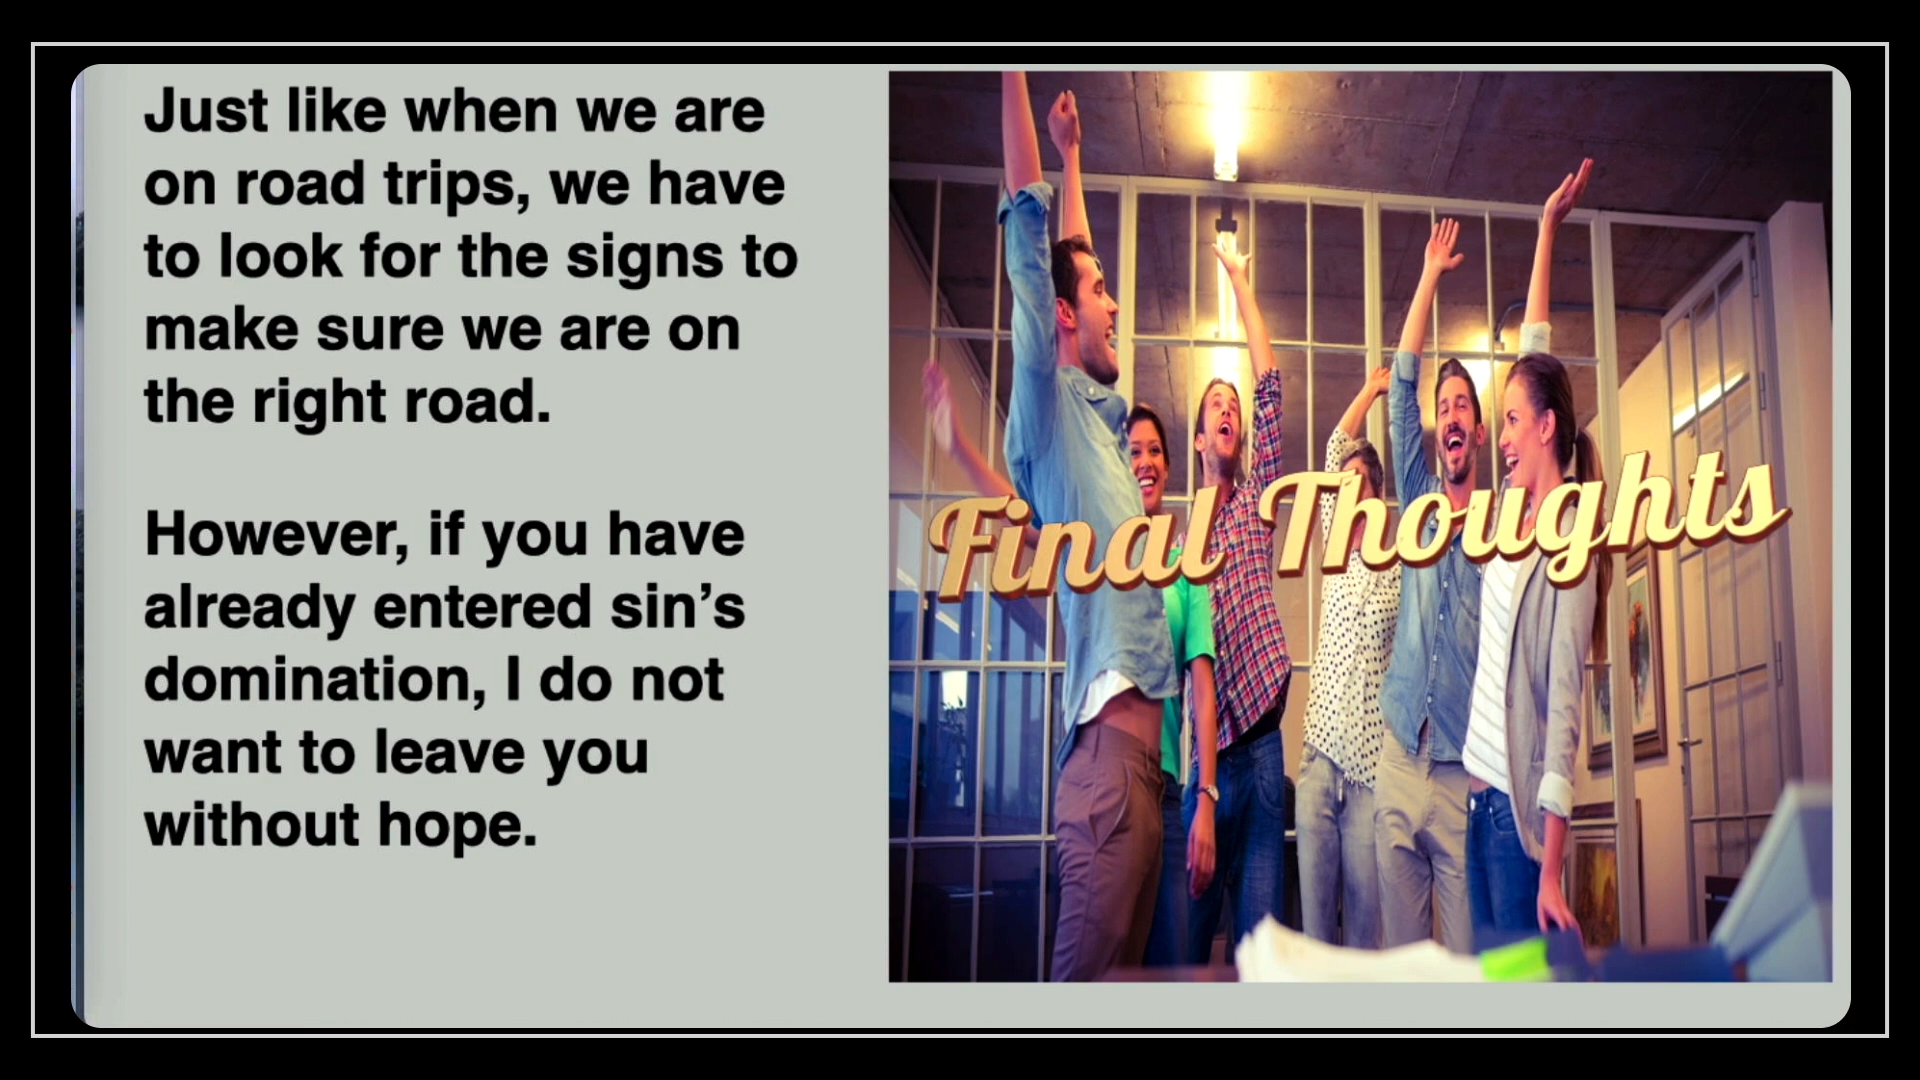 Just like when we are
on road trips, we have
to look for the signs to
make sure we are on
the right road.
However, if you have
already entered sin’s
domination, I do not
want to leave you
without hope.
Final Thoughts